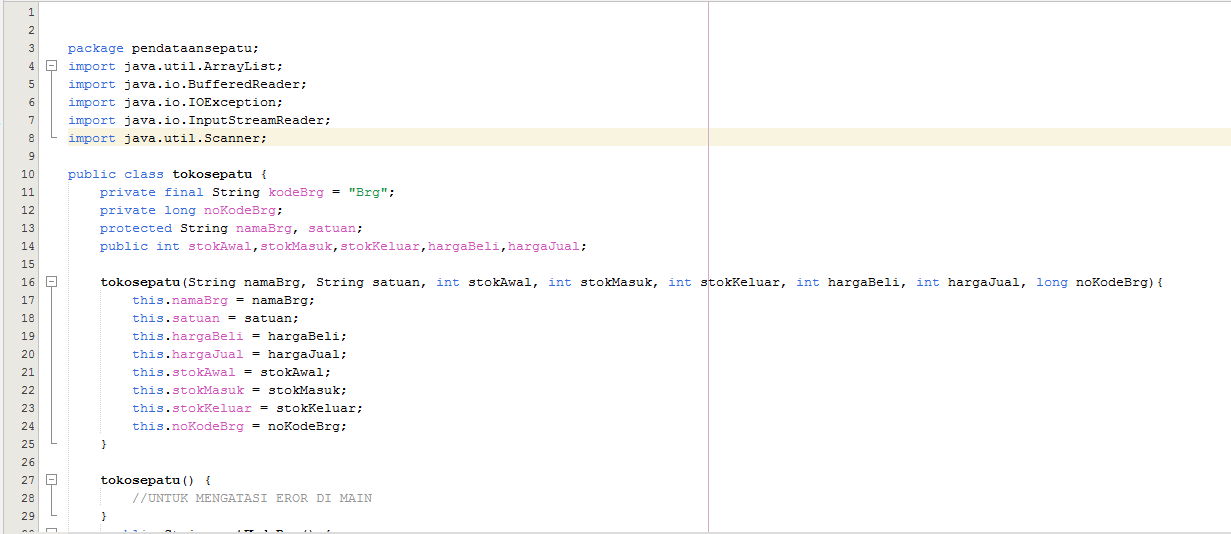 1
2
3 package pendataansepatu;
4 import java.util.ArrayList;
5 import java.io.BufferedReader;
6 import java.io.IOException;
7 import java.io.InputStreamReader;
8 import java.util.Scanner;
9
10 public class tokosepatu {
11 private final String kodeBrg = "Brg";
12 private long noKodeBrg;
13 protected String namaBrg, satuan;
14 public int stokAwal,stokMasuk,stokKeluar,hargaBeli,hargaJual;
15
16 tokosepatu(String namaBrg, String satuan, int stokAwal, int stokMasuk, int stokKeluar, int hargaBeli, int hargaJual, long noKodeBrg){
17 this.namaBrg = namaBrg;
18 this.satuan = satuan;
19 this.hargaBeli = hargaBeli;
20 this.hargaJual = hargaJual;
21 this.stokAwal = stokAwal;
22 this.stokMasuk = stokMasuk;
23 this.stokKeluar = stokKeluar;
24 this.noKodeBrg = noKodeBrg;
25 }
26
27 tokosepatu() {
28 //UNTUK MENGATASI EROR DI MAIN
29 }